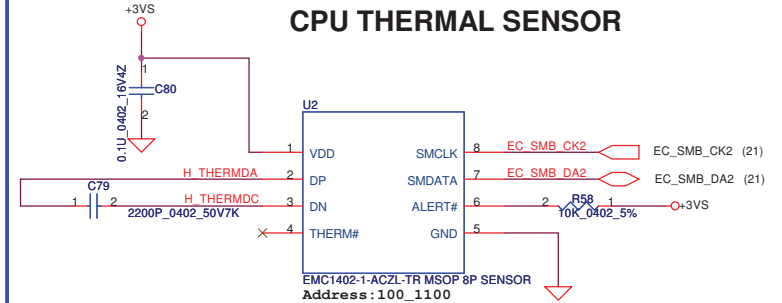 +3VS
CPU THERMAL SENSOR
1
C80
2
0.1U_0402_16V4Z
U2
1 VDD SMCLK 8 EC_SMB_CK2 EC_SMB_CK2 (21)
H_THERMDA 2 DP SMDATA 7 EC_SMB_DA2 EC_SMB_DA2 (21)
C79
1 2 H_THERMDC 3 DN ALERT# 6 2 R58 1 +3VS
2200P_0402_50V7K 10K_0402_5%
4 THERM# GND 5
EMC1402-1-ACZL-TR MSOP 8P SENSOR
Address:100_1100